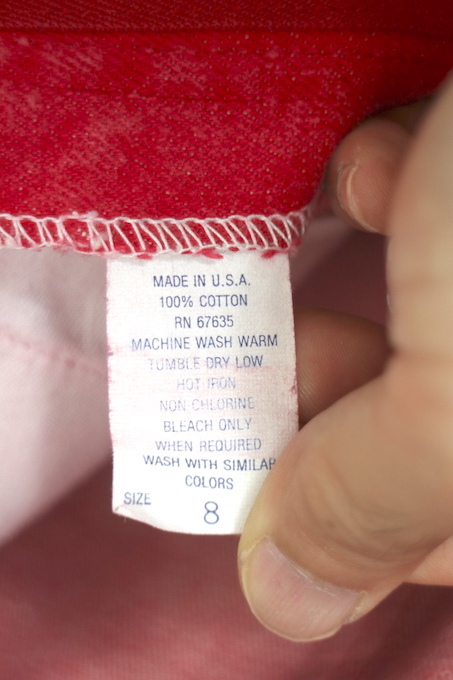 MADE IN U.S.A.
100% COTTON
RN 67635
MACHINE WASH WARM
TUMBLE DRY LOW
HOT IRON
NON CHLORINE
BLEACH ONLY
WHEN REQUIRED
WASH WITH SIMILAR
COLORS
SIZE 8